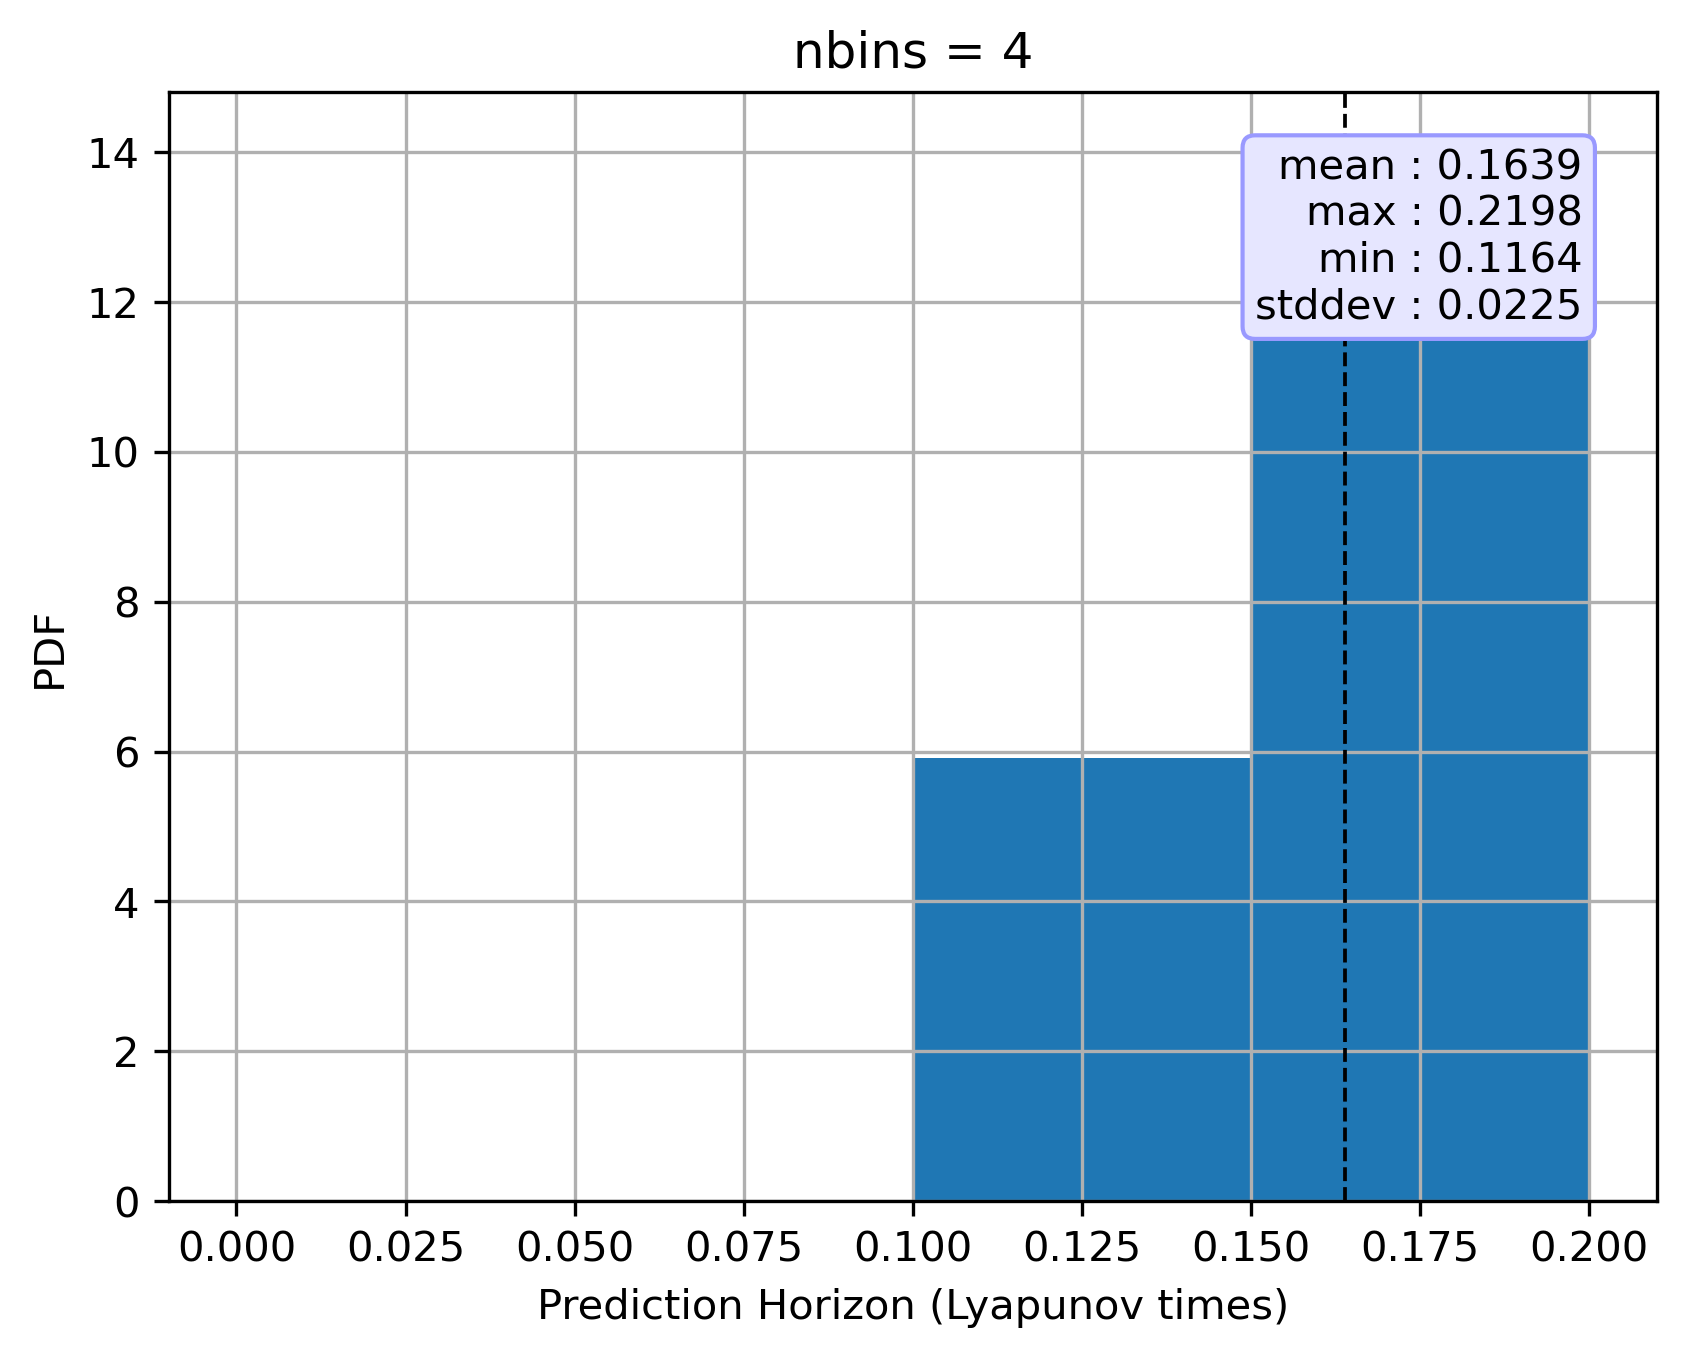 nbins = 4
14
12
10
8
6
4
2
0
PDF
mean : 0.1639
max : 0.2198
min : 0.1164
stddev : 0.0225
0.000 0.025 0.050 0.075 0.100 0.125 0.150 0.175 0.200
Prediction Horizon (Lyapunov times)